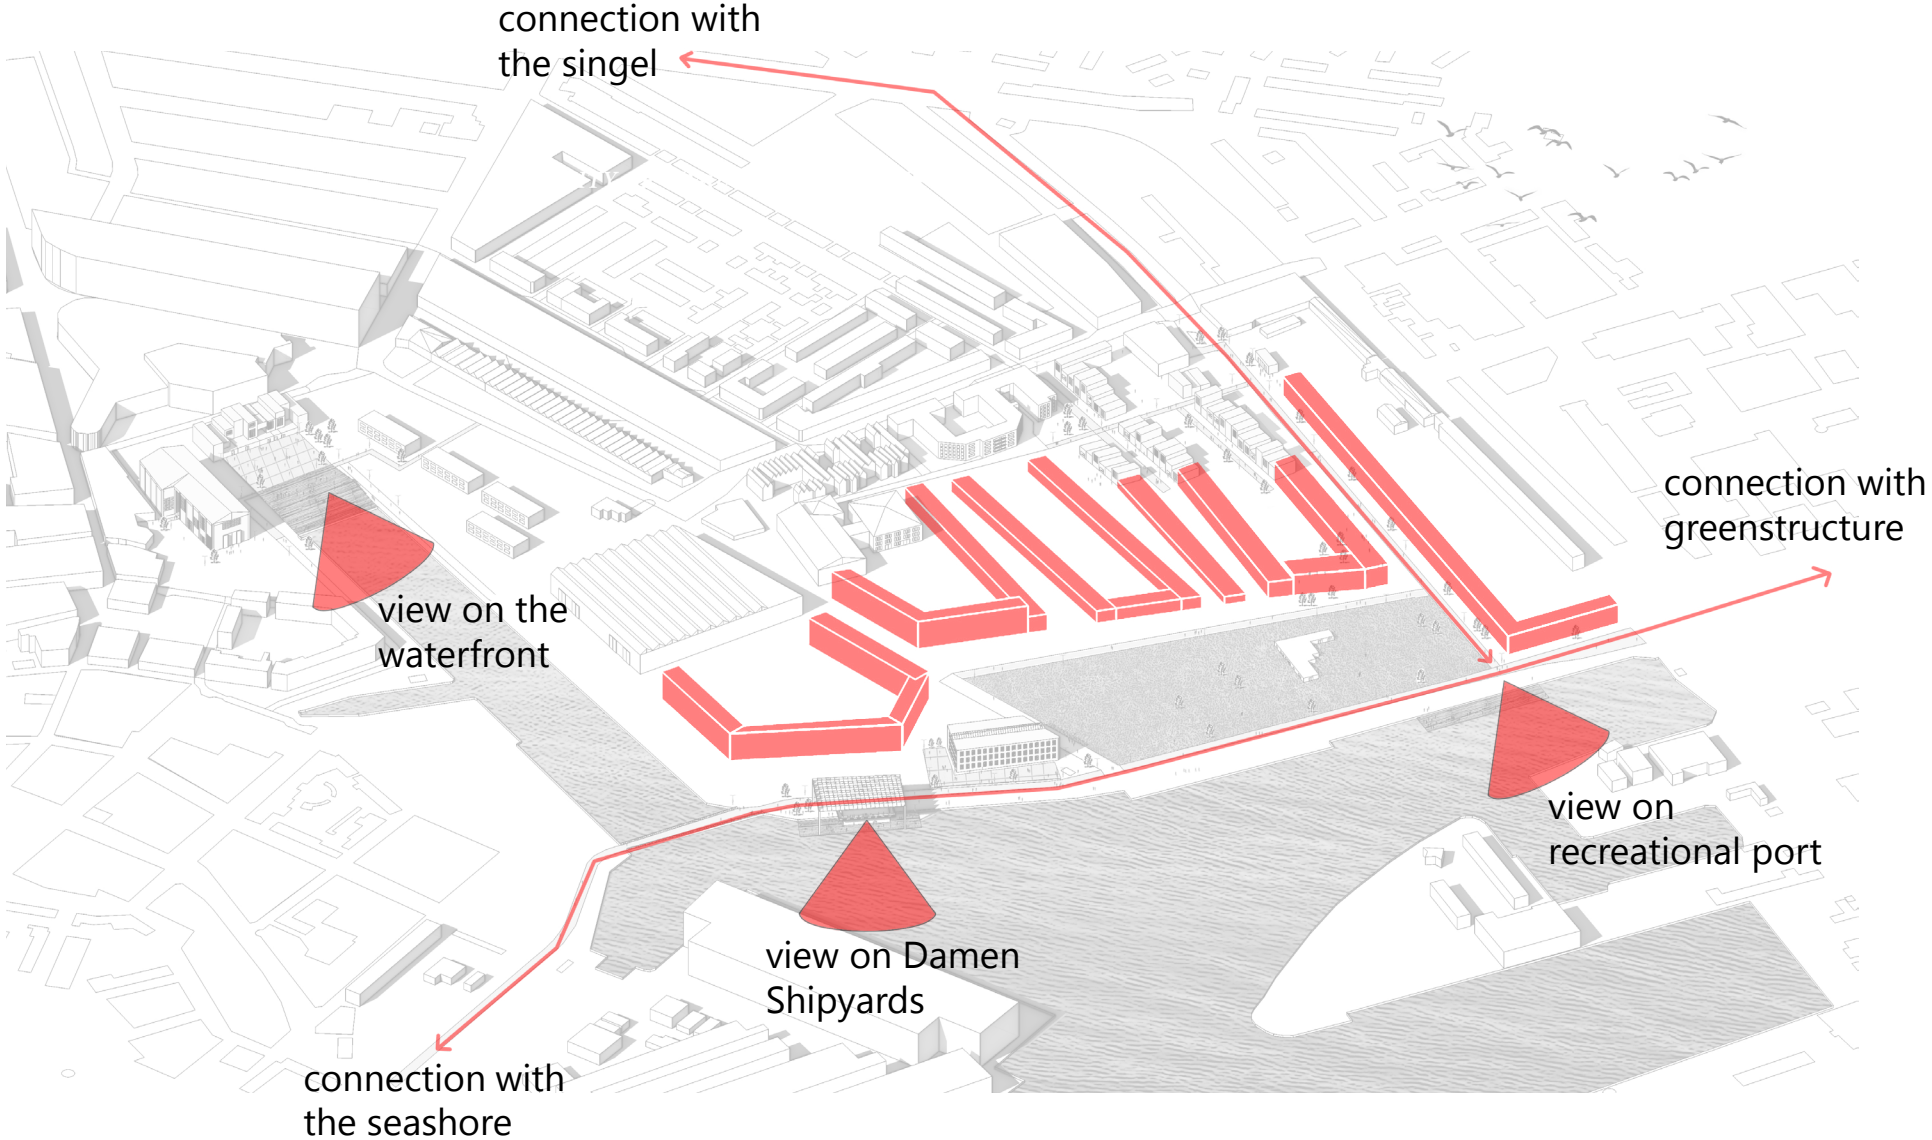 connection with
the singel
connection with
greenstructure
view on the
waterfront
view on
recreational port
view on Damen
Shipyards
connection with
the seashore